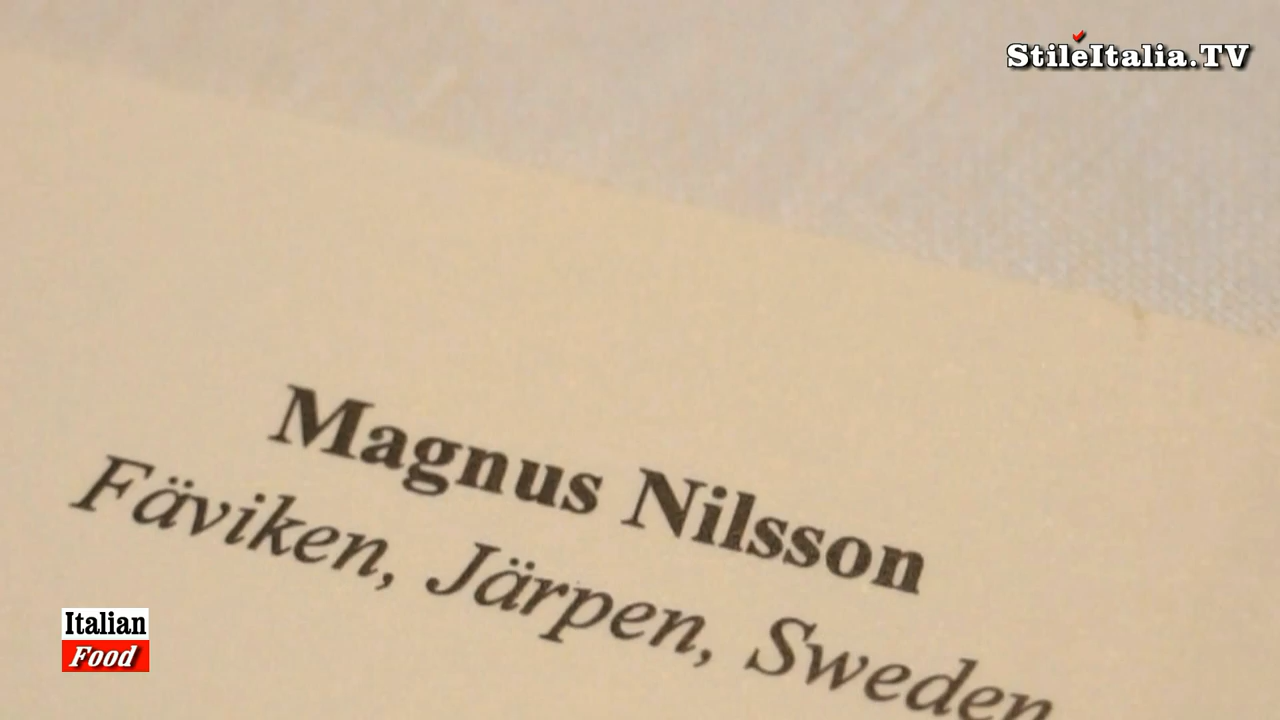 StileItalia.TV
Magnus Nilsson
Fäviken, Järpen, Sweden
Italian
Food